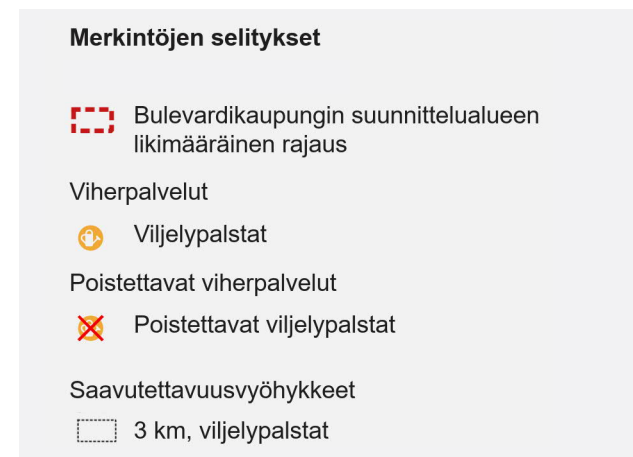 Merkintöjen selitykset
Bulevardikaupungin suunnittelualueen
likimääräinen rajaus
Viherpalvelut
Viljelypalstat
Poistettavat viherpalvelut
Poistettavat viljelypalstat
Saavutettavuusvyöhykkeet
3 km, viljelypalstat